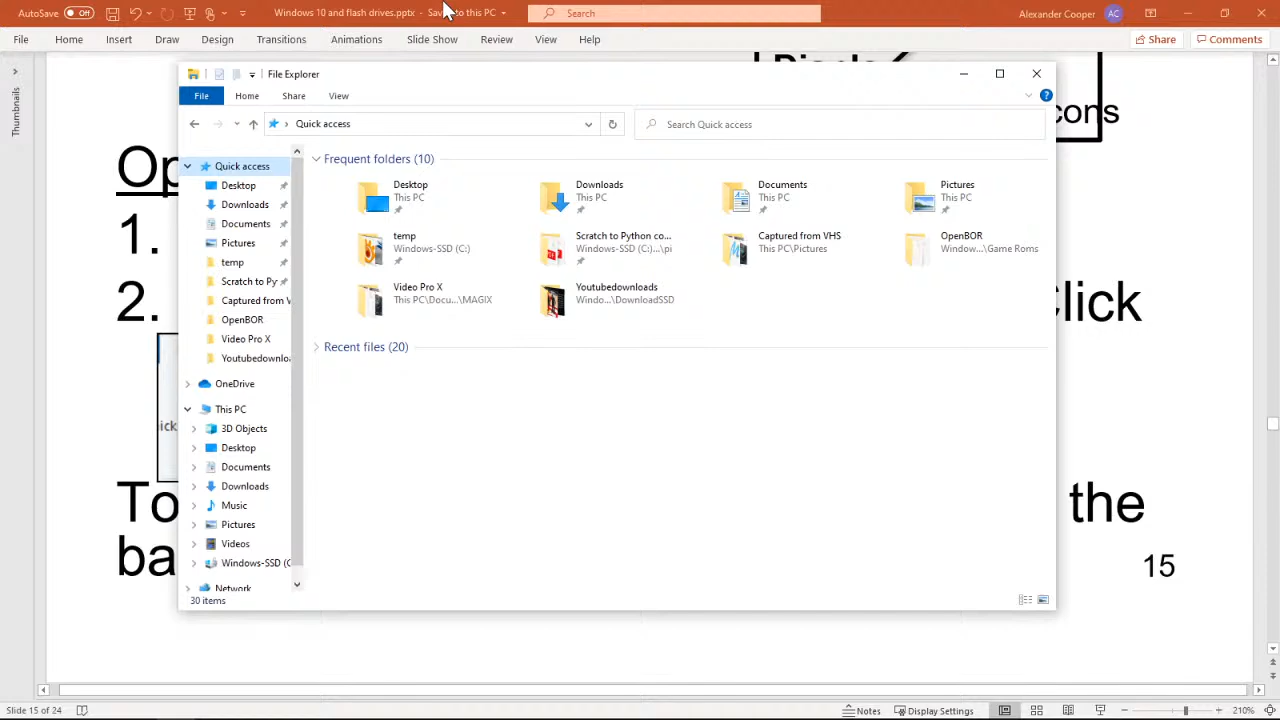 AutoSave Off Windows 10 and flash drives.pptx - to this PC Search Alexander Cooper AC
File Home Insert Draw Design Transitions Animations Slide Show Review View Help Share Comments
Thumbnails
cons
File Explorer
File Home Share View
Quick access Search Quick access
Quick access
Desktop
Downloads
Documents
Pictures
temp
Scratch to Py
Captured from V
OpenBOR
Video Pro X
Youtubedownlo
OneDrive
This PC
3D Objects
Desktop
Documents
Downloads
Music
Pictures
Videos
Windows-SSD (C
Network
Frequent folders (10)
Desktop
This PC
Downloads
This PC
Documents
This PC
Pictures
This PC
temp
Windows-SSD (C:)
Scratch to Python co...
Windows-SSD (C:)...\pi
Captured from VHS
This PC\Pictures
OpenBOR
Window...\Game Roms
Video Pro X
This PC\Docu...\MAGIX
Youtubedownloads
Windo...\DownloadSSD
Recent files (20)
30 items
Op
1.
2. Click
ick
To the
ba
15
Slide 15 of 24 Notes Display Settings 210%